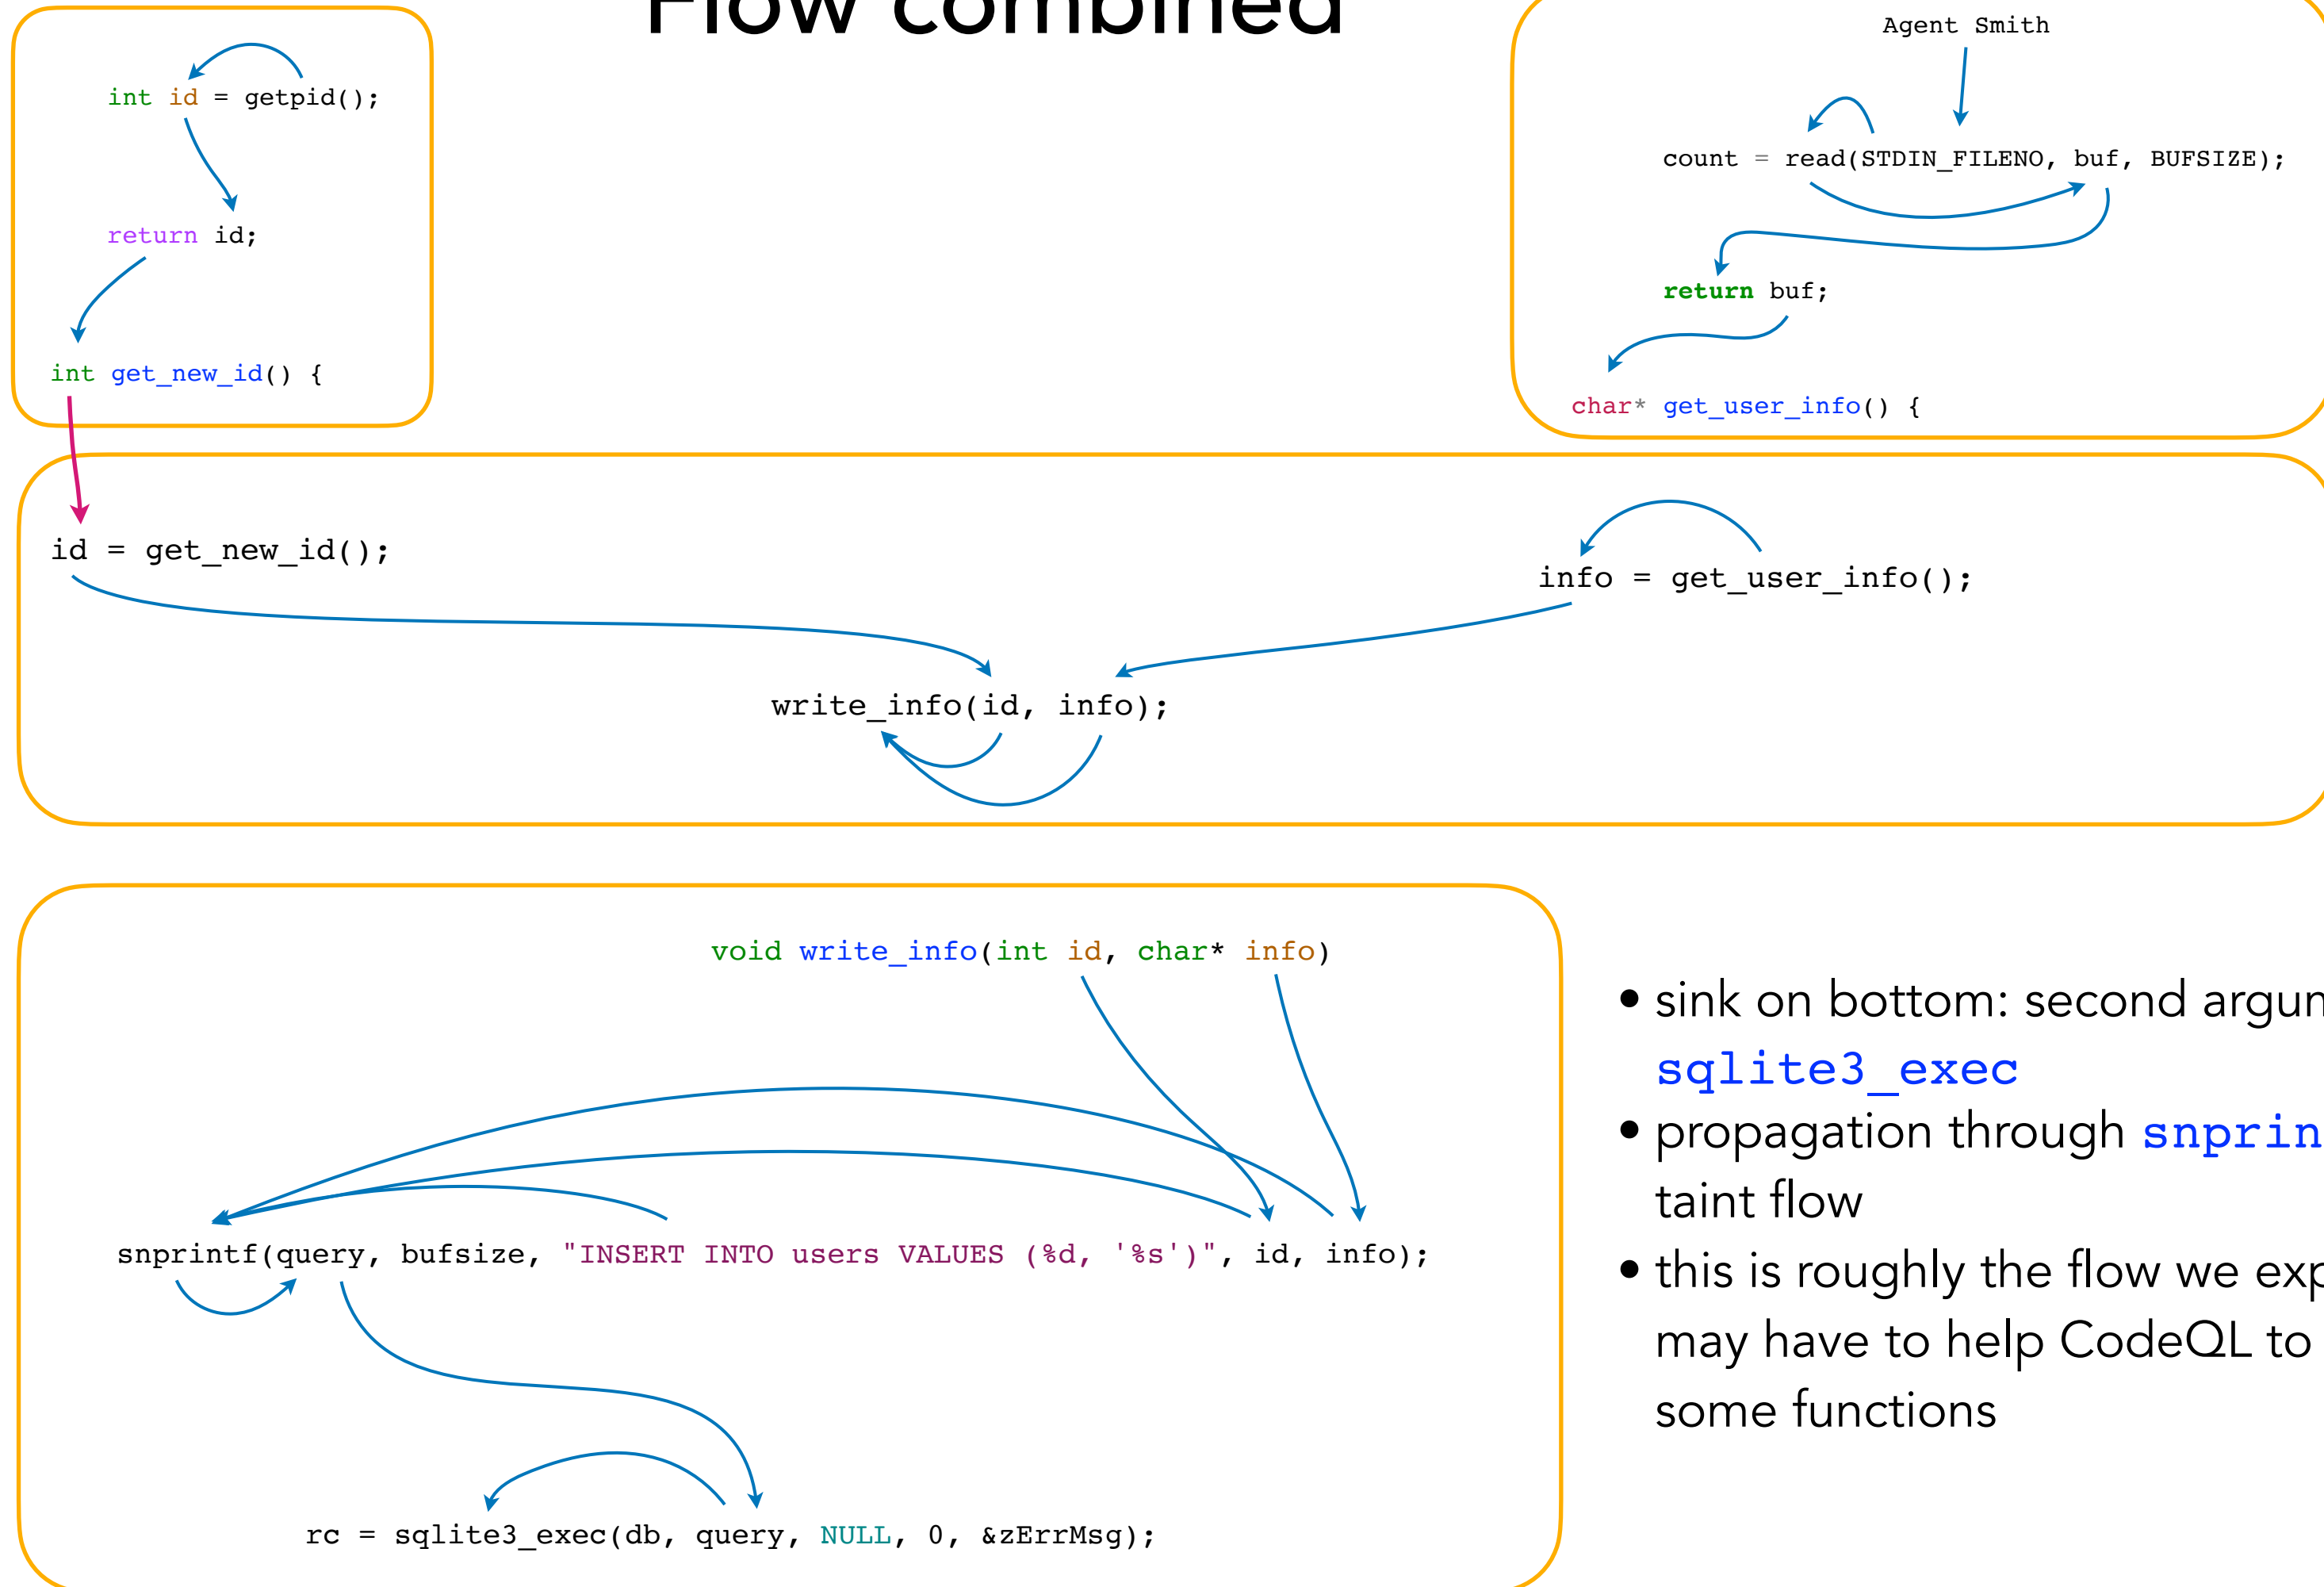 Flow combined
int id = getpid();
return id;
int get_new_id() {
Agent Smith
count = read(STDIN_FILENO, buf, BUFSIZE);
return buf;
char* get_user_info() {
id = get_new_id();
info = get_user_info();
write_info(id, info);
void write_info(int id, char* info)
snprintf(query, bufsize, "INSERT INTO users VALUES (%d, '%s')", id, info);
rc = sqlite3_exec(db, query, NULL, 0, &zErrMsg);
• sink on bottom: second
sqlite3_exec
• propagation through
taint flow
• this is roughly the flow we
may have to help CodeQL to
some functions